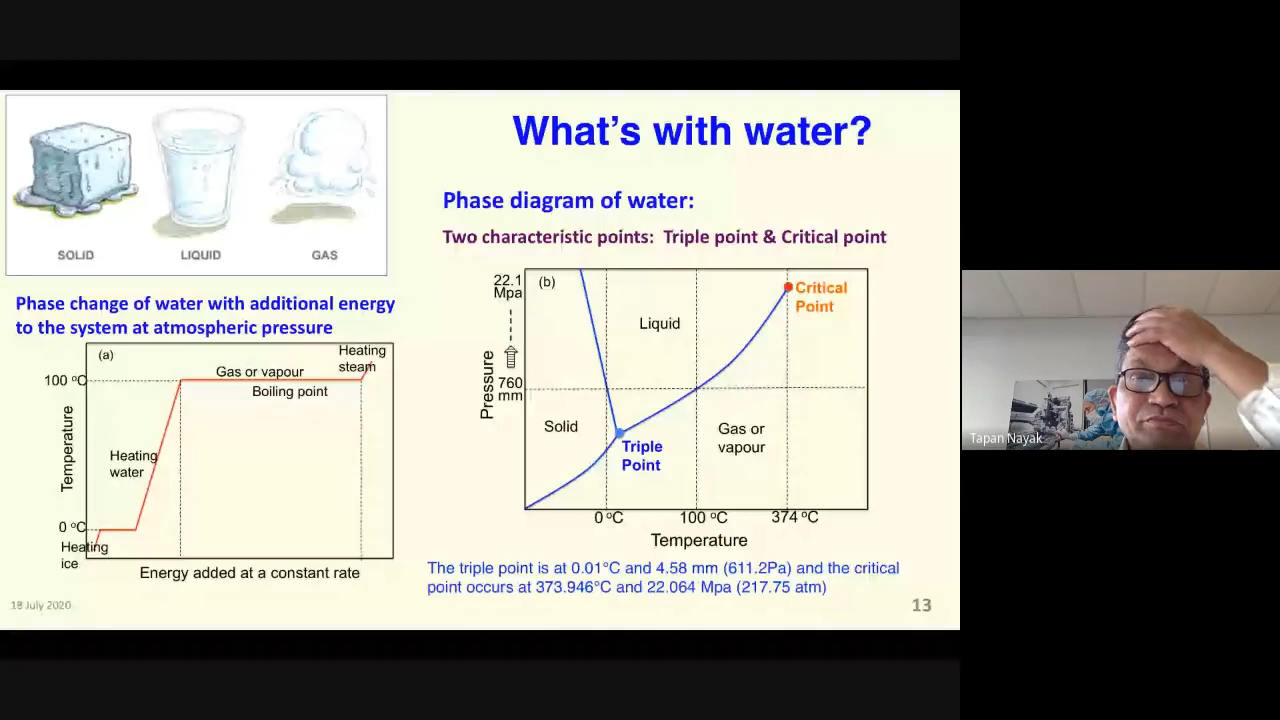 What's with water?
SOLID
LIQUID
GAS
Phase change of water with additional energy
to the system at atmospheric pressure
(a)
Heating
steam
Gas or vapour
100 °C
Boiling point
Temperature
Heating
water
0 °C
Heating
ice
Energy added at a constant rate
18 July 2020
Phase diagram of water:
Two characteristic points: Triple point & Critical point
22.1
Mpa
(b)
Critical
Point
Liquid
Pressure
760
mm
Solid
Gas or
vapour
Triple
Point
0 °C
100 °C
374 °C
Temperature
The triple point is at 0.01°C and 4.58 mm (611.2Pa) and the critical
point occurs at 373.946°C and 22.064 Mpa (217.75 atm)
13
Tapan Nayak